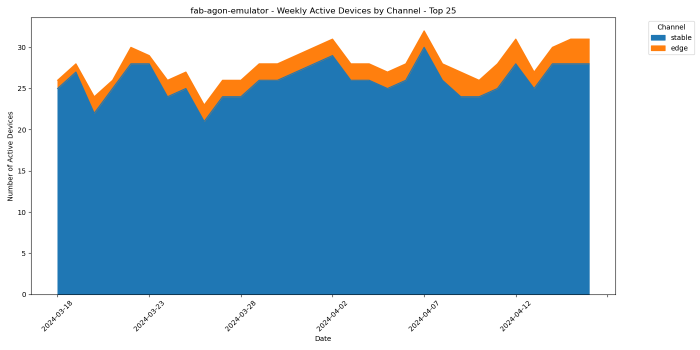 fab-agon-emulator - Weekly Active Devices by Channel - Top 25
Channel
stable
edge
Number of Active Devices
30
25
20
15
10
5
0
2024-03-18
2024-03-23
2024-03-28
2024-04-02
2024-04-07
2024-04-12
Date